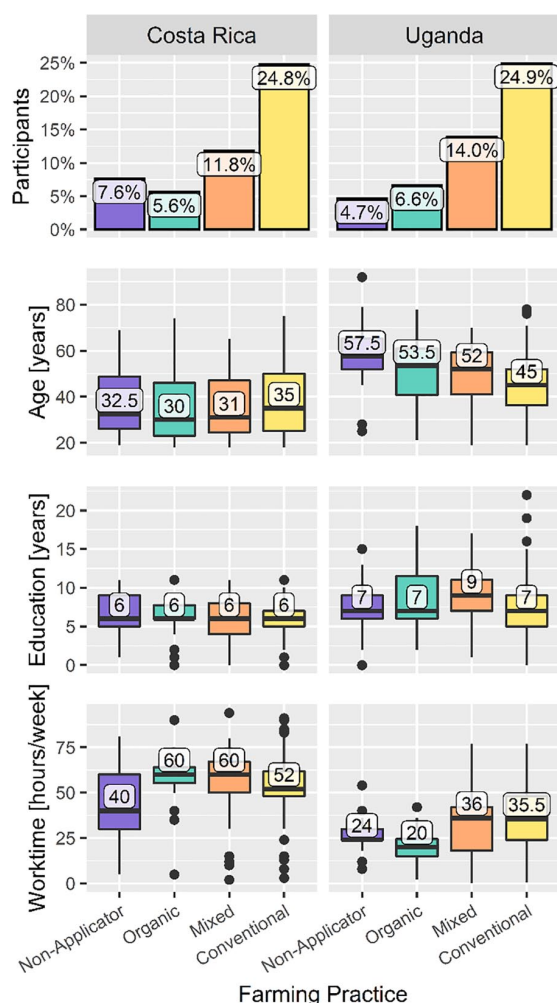 Costa Rica Uganda
Participants
25%
20%
15%
10%
5%
0%
7.6% 5.6% 11.8% 24.8% 4.7% 6.6% 14.0% 24.9%
Age [years]
80
60
40
20
32.5 30 31 35 57.5 53.5 52 45
Education [years]
20
15
10
5
0
6 6 6 6 7 7 9 7
Worktime [hours/week]
75
50
25
0
40 60 60 52 24 20 36 35.5
Non-Applicator Organic Mixed Conventional Non-Applicator Organic Mixed Conventional
Farming Practice